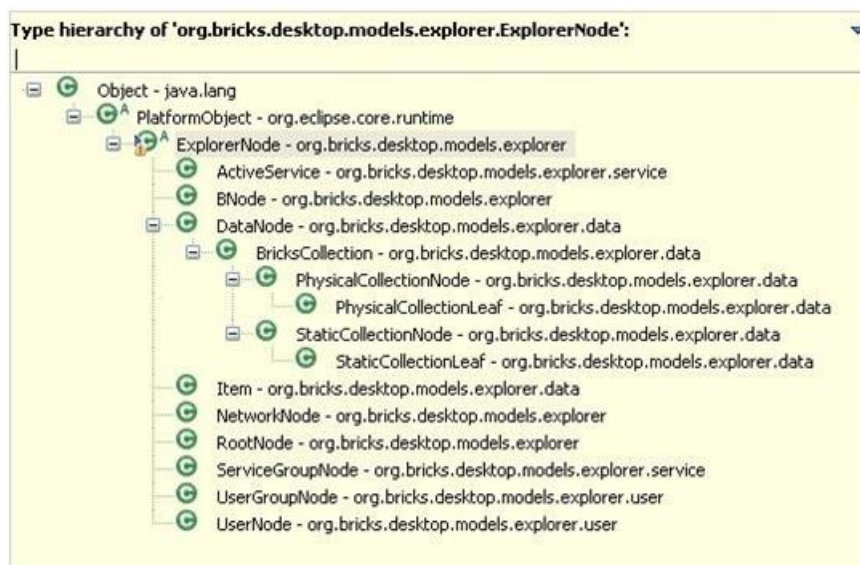 Type hierarchy of 'org.bricks.desktop.models.explorer.ExplorerNode':
Object - java.lang
PlatformObject - org.eclipse.core.runtime
ExplorerNode - org.bricks.desktop.models.explorer
ActiveService - org.bricks.desktop.models.explorer.service
BNode - org.bricks.desktop.models.explorer
DataNode - org.bricks.desktop.models.explorer.data
BricksCollection - org.bricks.desktop.models.explorer.data
PhysicalCollectionNode - org.bricks.desktop.models.explorer.data
PhysicalCollectionLeaf - org.bricks.desktop.models.explorer.data
StaticCollectionNode - org.bricks.desktop.models.explorer.data
StaticCollectionLeaf - org.bricks.desktop.models.explorer.data
Item - org.bricks.desktop.models.explorer.data
NetworkNode - org.bricks.desktop.models.explorer
RootNode - org.bricks.desktop.models.explorer
ServiceGroupNode - org.bricks.desktop.models.explorer.service
UserGroupNode - org.bricks.desktop.models.explorer.user
UserNode - org.bricks.desktop.models.explorer.user